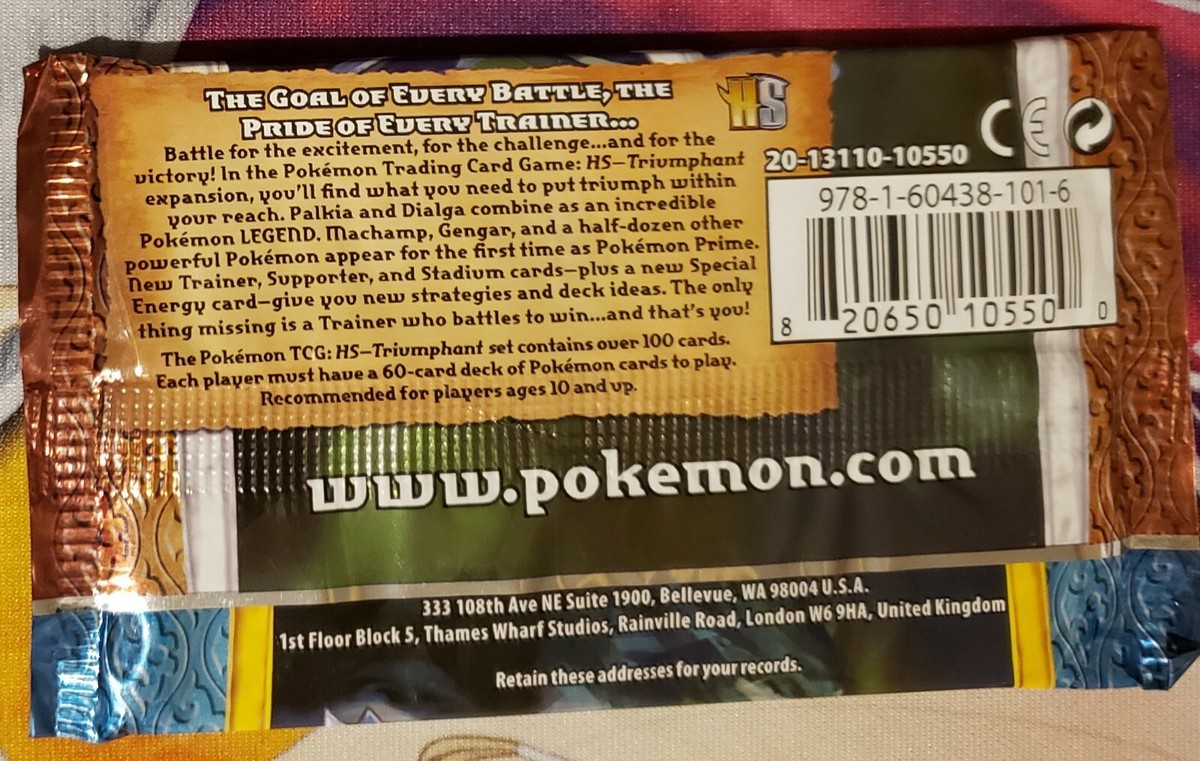 THE GOAL OF EVERY BATTLE, THE
PRIDE OF EVERY TRAINER...
HS
Battle for the excitement, for the challenge...and for the
victory! In the Pokémon Trading Card Game: HS—Triumphant
expansion, you'll find what you need to put triumph within
your reach. Palkia and Dialga combine as an incredible
Pokémon LEGEND. Machamp, Gengar, and a half-dozen other
powerful Pokémon appear for the first time as Pokémon Prime.
New Trainer, Supporter, and Stadium cards—plus a new Special
Energy card—give you new strategies and deck ideas. The only
thing missing is a Trainer who battles to win...and that's you!
The Pokémon TCG: HS—Triumphant set contains over 100 cards.
Each player must have a 60-card deck of Pokémon cards to play.
Recommended for players ages 10 and up.
CE
20-13110-10550
978-1-60438-101-6
8 20650 10550 0
www.pokemon.com
333 108th Ave NE Suite 1900, Bellevue, WA 98004 U.S.A.
1st Floor Block 5, Thames Wharf Studios, Rainville Road, London W6 9HA, United Kingdom
Retain these addresses for your records.